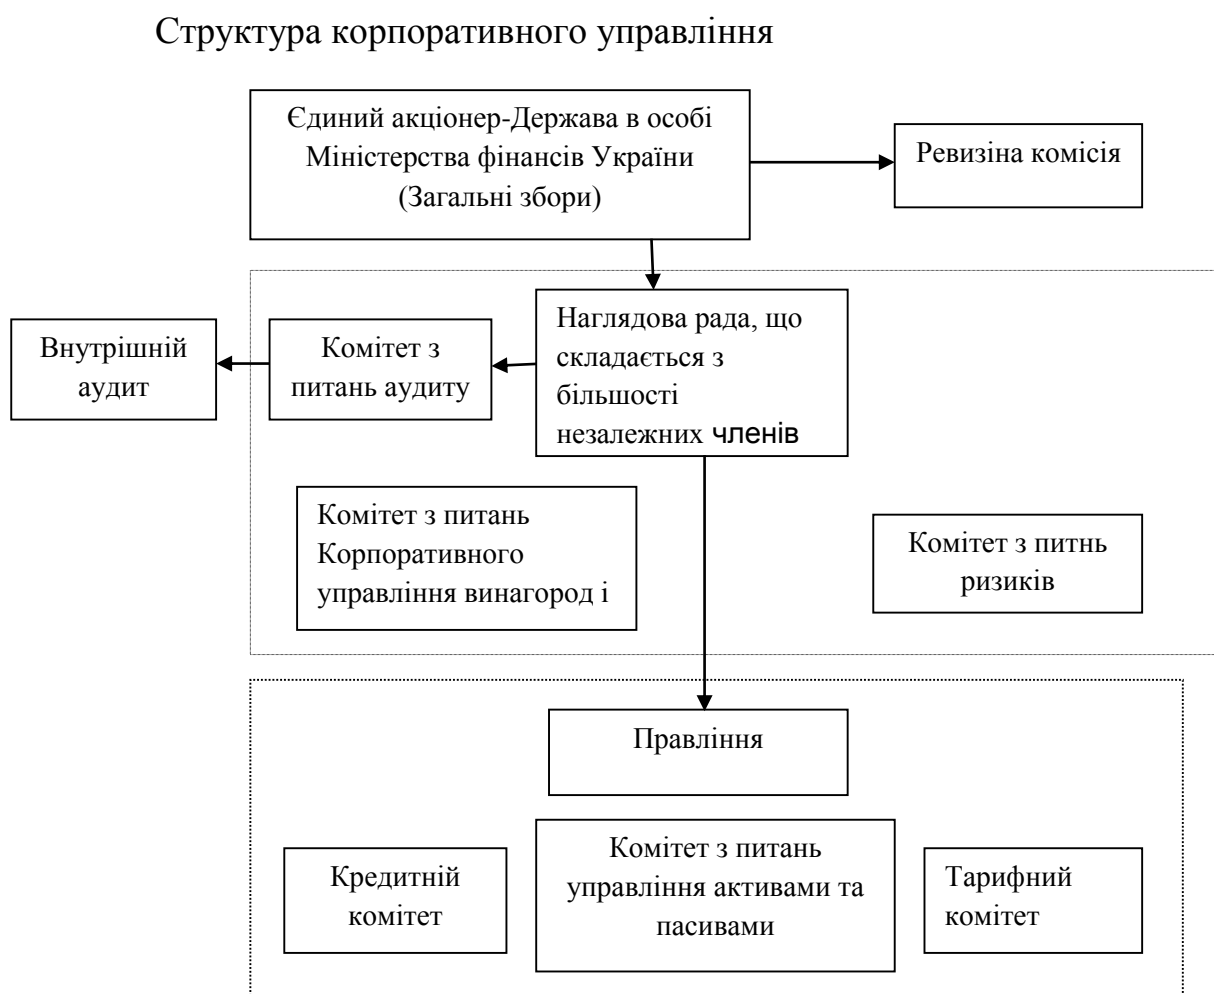 Структура корпоративного управління
Єдиний акціонер-Держава в особі
Міністерства фінансів України
(Загальні збори)
Ревизіна комісія
Внутрішній
аудит
Комітет з
питань аудиту
Наглядова рада, що
складається з
більшості
незалежних членів
Комітет з питань
Корпоративного
управління винагород і
Комітет з питнь
ризиків
Правління
Кредитній
комітет
Комітет з питань
управління активами та
пасивами
Тарифний
комітет